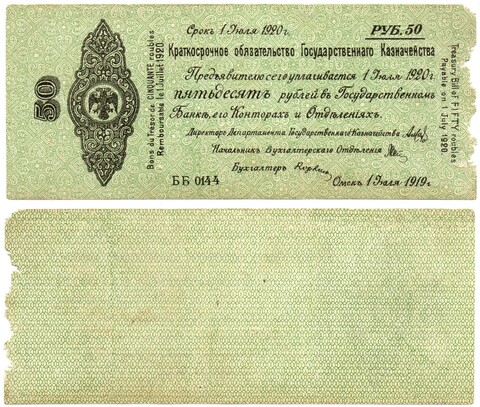 Срокъ 1 Іюля 1920 г.
РУБ. 50
Краткосрочное обязательство Государственнаго Казначейства
Предъявителю сего уплачивается 1 Іюля 1920 г.
пятьдесятъ рублей въ Государственномъ
Банкѣ, его Конторахъ и Отдѣленіяхъ.
Директоръ Департамента Государственнаго Казначейства
Начальникъ Бухгалтерскаго Отдѣленія
Бухгалтеръ
ББ 0144
Омскъ 1 Іюля 1919 г.
50
Bons du Trésor de CINQUANTE roubles
Remboursable le 1 Juillet 1920.
Treasury Bill of FIFTY roubles
Payable on 1 July 1920.